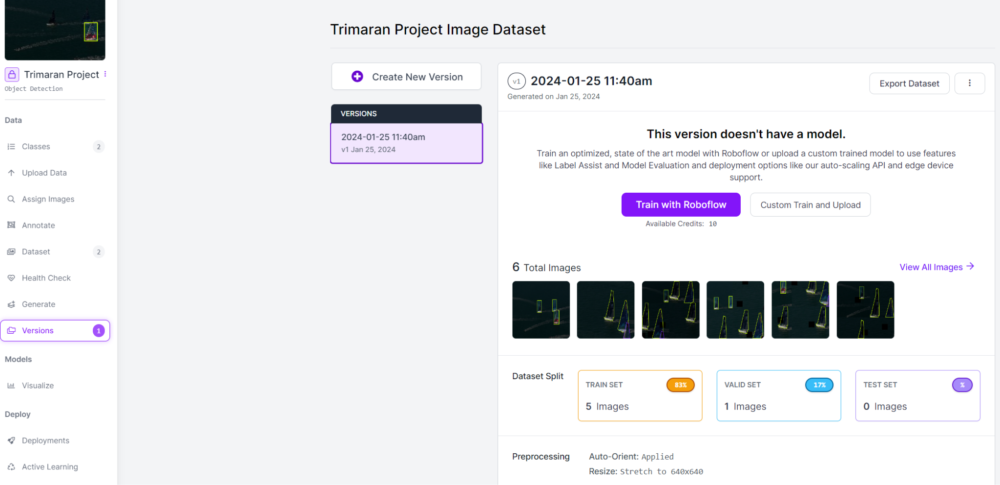 Trimaran Project
Object Detection
Data
Classes 2
Upload Data
Assign Images
Annotate
Dataset 2
Health Check
Generate
Versions 1
Models
Visualize
Deploy
Deployments
Active Learning
Trimaran Project Image Dataset
Create New Version
VERSIONS
2024-01-25 11:40am
v1 Jan 25, 2024
v1 2024-01-25 11:40am
Generated on Jan 25, 2024
Export Dataset
This version doesn't have a model.
Train an optimized, state of the art model with Roboflow or upload a custom trained model to use features
like Label Assist and Model Evaluation and deployment options like our auto-scaling API and edge device
support.
Train with Roboflow
Custom Train and Upload
Available Credits: 10
6 Total Images
View All Images
Dataset Split
TRAIN SET 83%
5 Images
VALID SET 17%
1 Images
TEST SET %
0 Images
Preprocessing
Auto-Orient: Applied
Resize: Stretch to 640x640